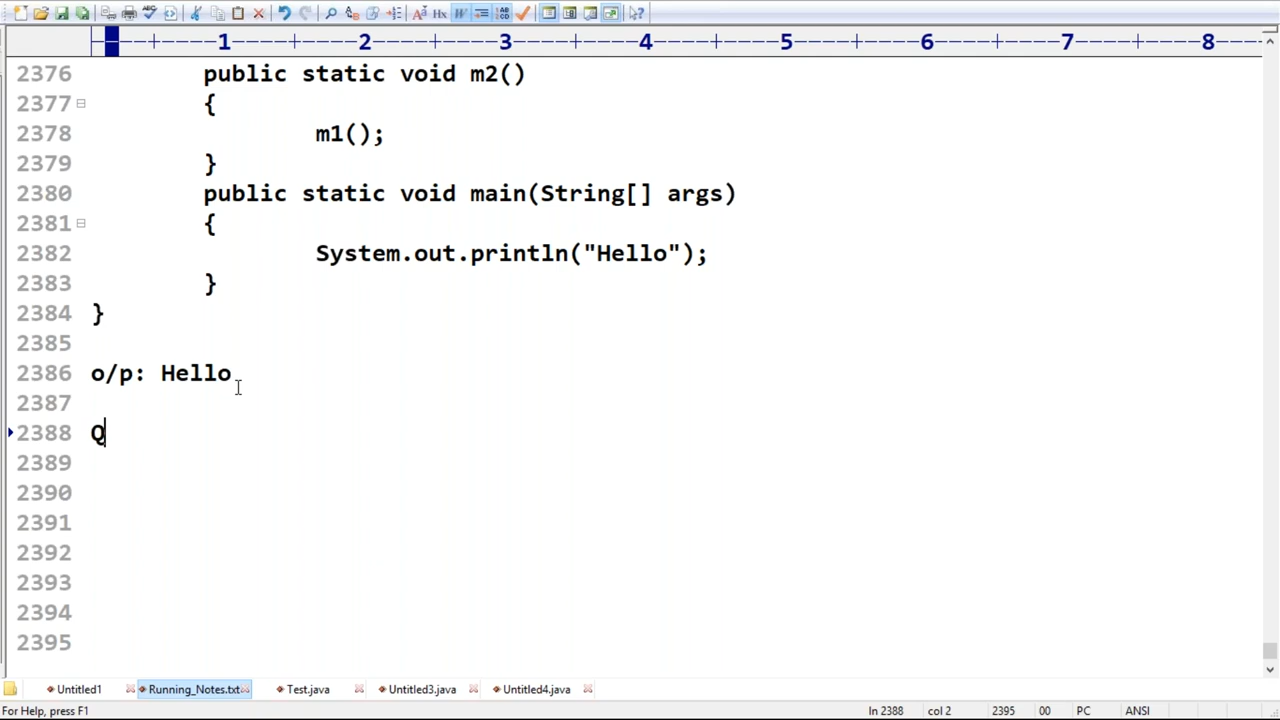 1 2 3 4 5 6 7 8
2376 public static void m2()
2377 {
2378 m1();
2379 }
2380 public static void main(String[] args)
2381 {
2382 System.out.println("Hello");
2383 }
2384 }
2385
2386 o/p: Hello
2387
2388 Q
2389
2390
2391
2392
2393
2394
2395
Untitled1 Running_Notes.txt Test.java Untitled3.java Untitled4.java
For Help, press F1 ln 2388 col 2 2395 00 PC ANSI